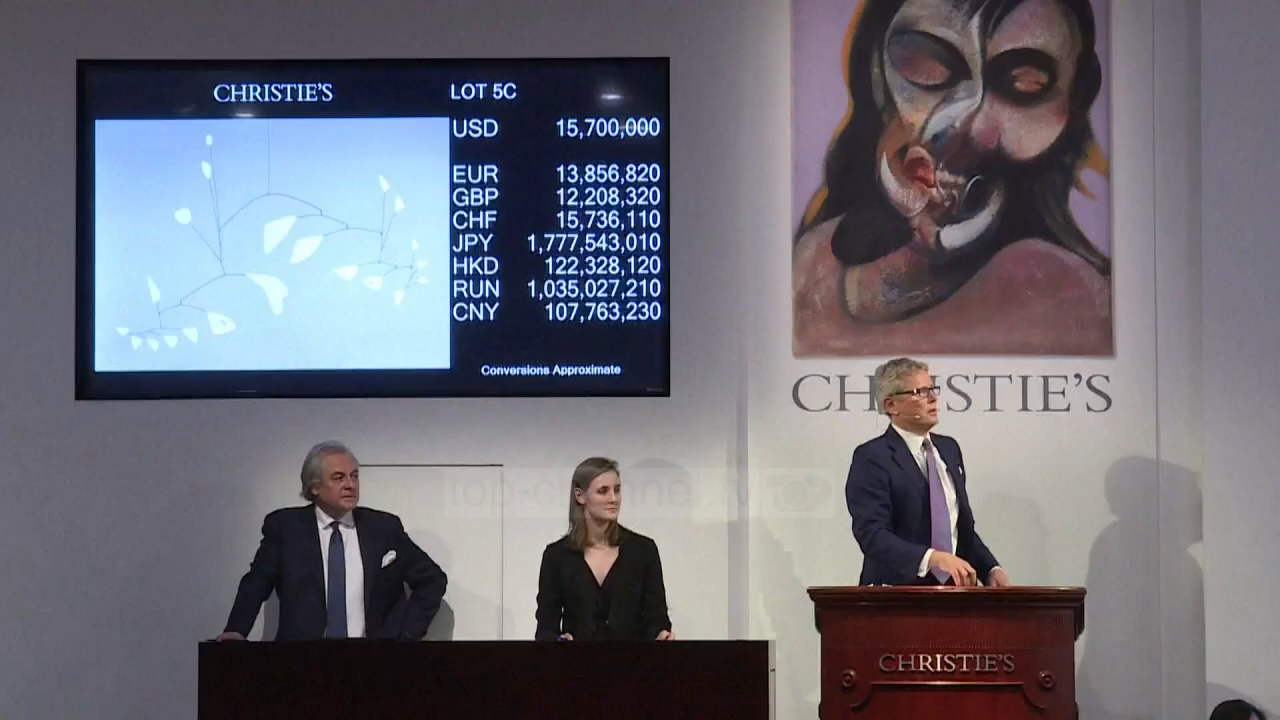 CHRISTIE'S
LOT 5C
USD 15,700,000
EUR 13,856,820
GBP 12,208,320
CHF 15,736,110
JPY 1,777,543,010
HKD 122,328,120
RUN 1,035,027,210
CNY 107,763,230
Conversions Approximate
CHRISTIE'S
top-channel
CHRISTIE'S